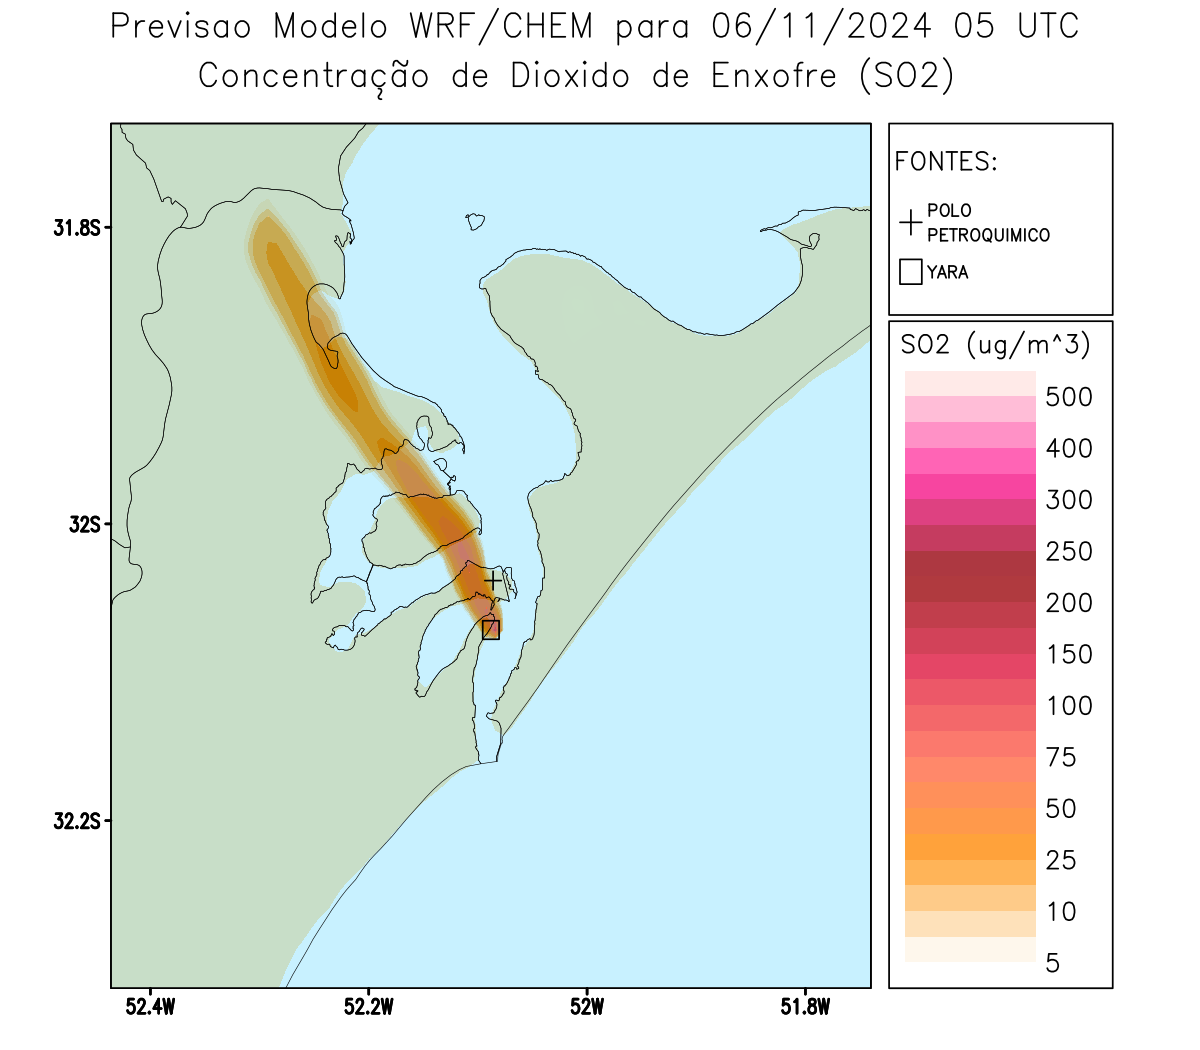 Previsao Modelo WRF/CHEM para 06/11/2024 05 UTC
Concentração de Dioxido de Enxofre (SO2)
FONTES:
POLO
PETROQUIMICO
YARA
SO2 (ug/m^3)
500
400
300
250
200
150
100
75
50
25
10
5
31.8S
32S
32.2S
52.4W
52.2W
52W
51.8W